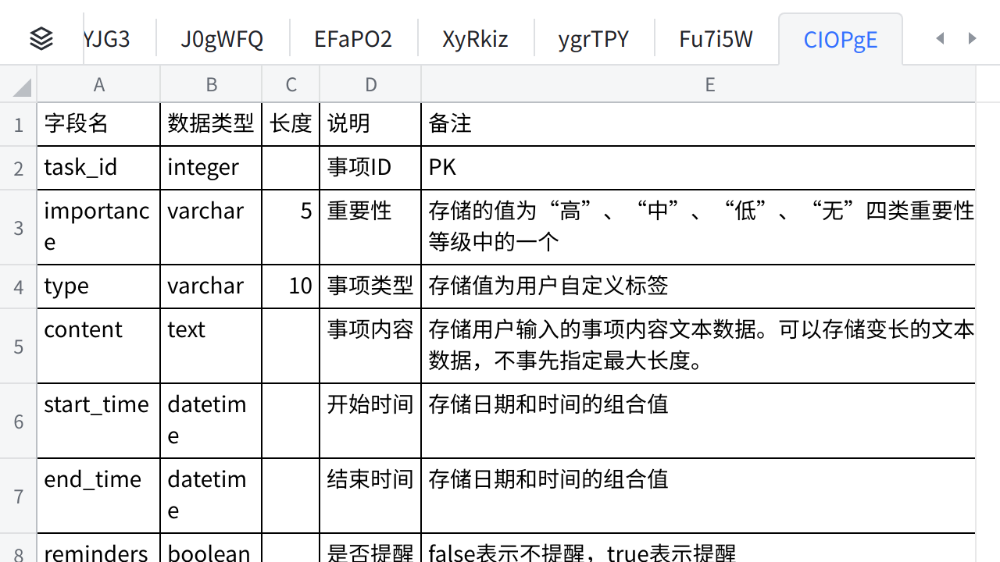 YJG3 J0gWFQ EFaPO2 XyRkiz ygrTPY Fu7i5W CIOPgE
A B C D E
1 字段名 数据类型 长度 说明 备注
2 task_id integer 事项ID PK
3 importanc varchar 5 重要性 存储的值为“高”、“中”、“低”、“无”四类重要性
e 等级中的一个
4 type varchar 10 事项类型 存储值为用户自定义标签
5 content text 事项内容 存储用户输入的事项内容文本数据。可以存储变长的文本
数据，不事先指定最大长度。
6 start_time datetim 开始时间 存储日期和时间的组合值
e
7 end_time datetim 结束时间 存储日期和时间的组合值
e
8 reminders boolean 是否提醒 false表示不提醒，true表示提醒